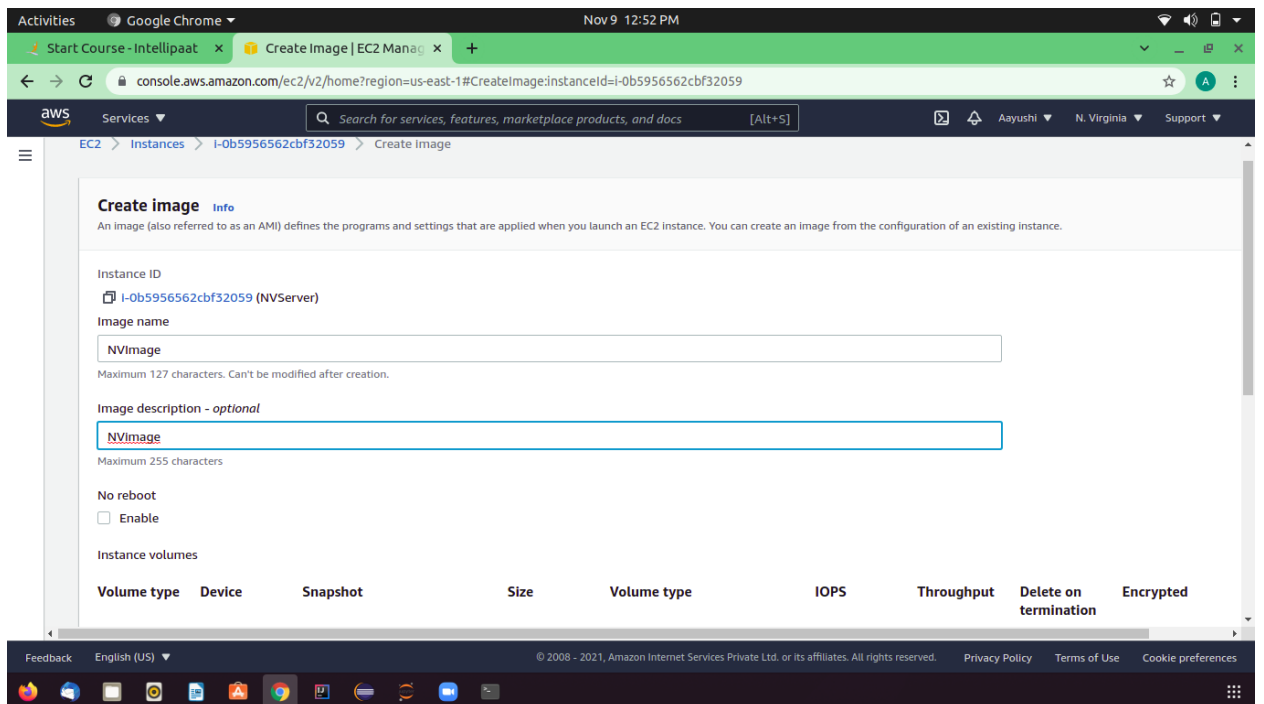 Activities Google Chrome Nov 9 12:52 PM
Start Course - Intellipaat × Create Image | EC2 Manag × +
console.aws.amazon.com/ec2/v2/home?region=us-east-1#CreateImage:instanceId=i-0b5956562cbf32059 A
aws Services Search for services, features, marketplace products, and docs [Alt+S] Aayushi N. Virginia Support
EC2 > Instances > i-0b5956562cbf32059 > Create Image
Create image Info
An image (also referred to as an AMI) defines the programs and settings that are applied when you launch an EC2 instance. You can create an image from the configuration of an existing instance.
Instance ID
i-0b5956562cbf32059 (NVServer)
Image name
NVImage
Maximum 127 characters. Can't be modified after creation.
Image description - optional
NVImage
Maximum 255 characters
No reboot
Enable
Instance volumes
Volume type Device Snapshot Size Volume type IOPS Throughput Delete on termination Encrypted
Feedback English (US) © 2008 - 2021, Amazon Internet Services Private Ltd. or its affiliates. All rights reserved. Privacy Policy Terms of Use Cookie preferences